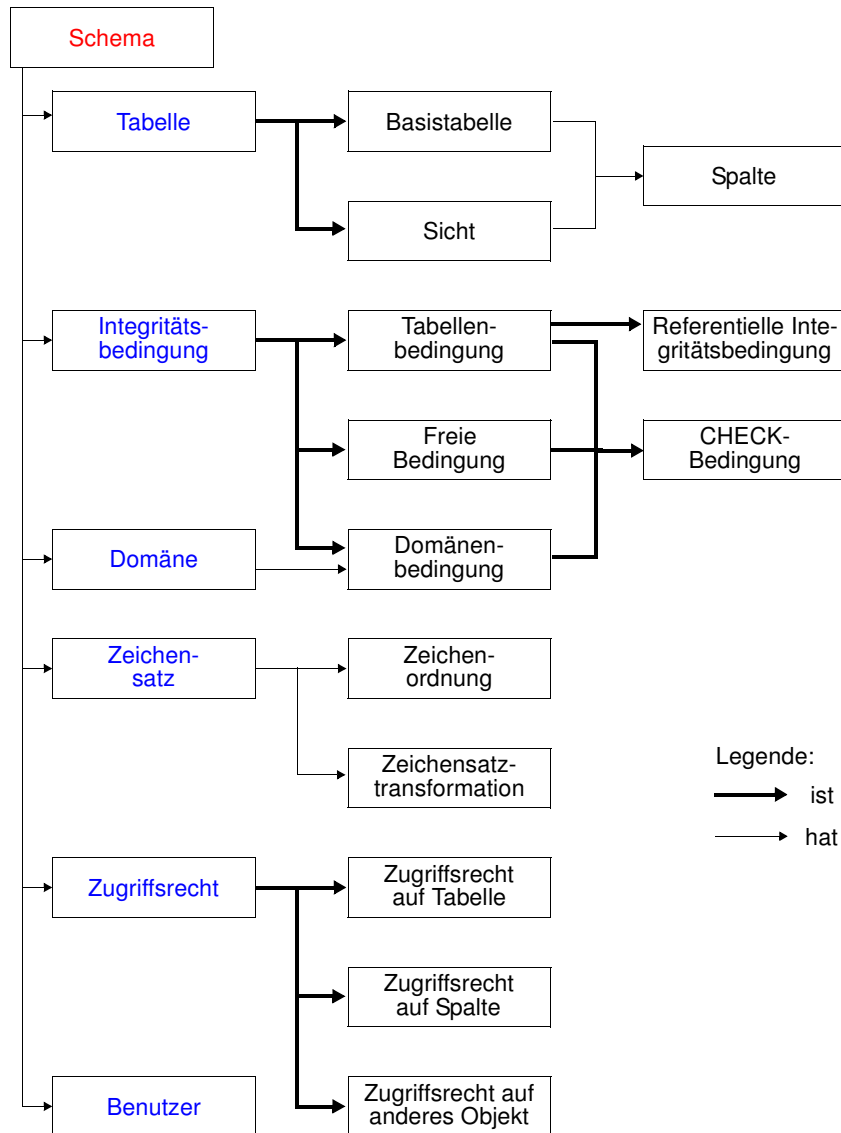 Schema
Tabelle
Basistabelle
Spalte
Sicht
Integritäts-
bedingung
Tabellen-
bedingung
Referentielle Inte-
gritätsbedingung
Freie
Bedingung
CHECK-
Bedingung
Domäne
Domänen-
bedingung
Zeichen-
satz
Zeichen-
ordnung
Zeichensatz-
transformation
Legende:
ist
hat
Zugriffsrecht
Zugriffsrecht
auf Tabelle
Zugriffsrecht
auf Spalte
Benutzer
Zugriffsrecht auf
anderes Objekt